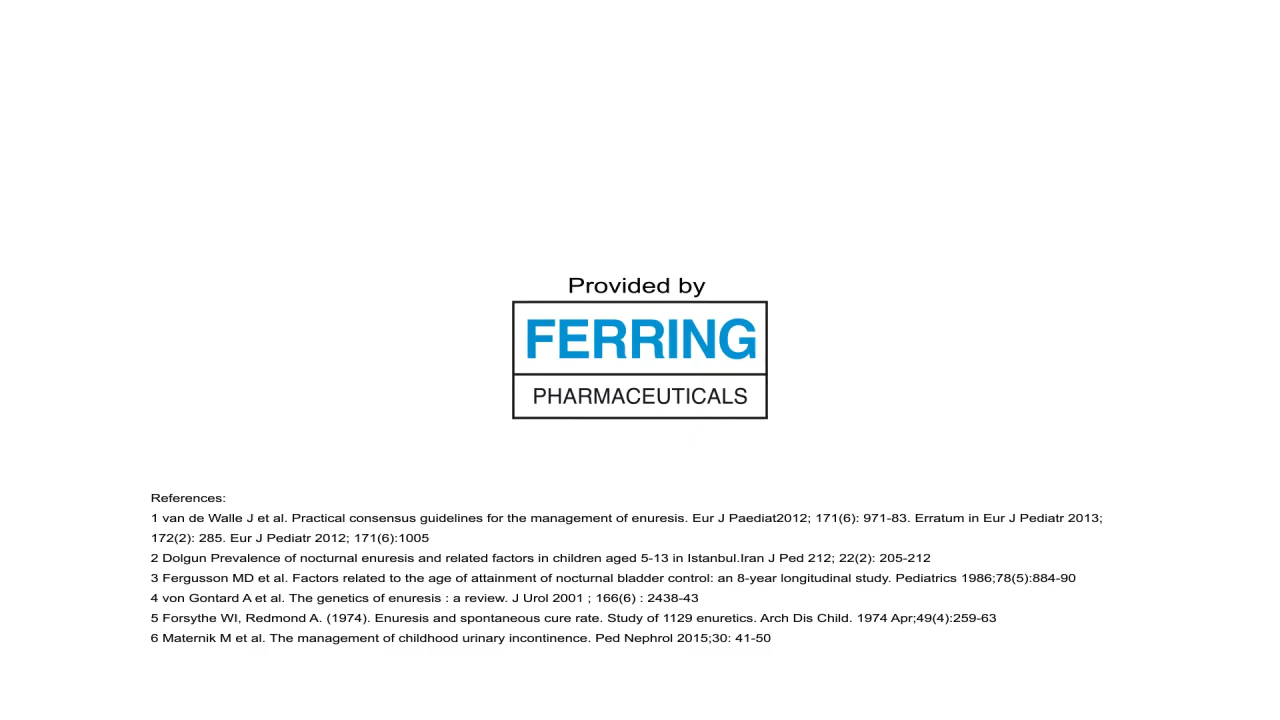 Provided by
FERRING
PHARMACEUTICALS
References:
1 van de Walle J et al. Practical consensus guidelines for the management of enuresis. Eur J Paediat2012; 171(6): 971-83. Erratum in Eur J Pediatr 2013;
172(2): 285. Eur J Pediatr 2012; 171(6):1005
2 Dolgun Prevalence of nocturnal enuresis and related factors in children aged 5-13 in Istanbul.Iran J Ped 212; 22(2): 205-212
3 Fergusson MD et al. Factors related to the age of attainment of nocturnal bladder control: an 8-year longitudinal study. Pediatrics 1986;78(5):884-90
4 von Gontard A et al. The genetics of enuresis : a review. J Urol 2001 ; 166(6) : 2438-43
5 Forsythe WI, Redmond A. (1974). Enuresis and spontaneous cure rate. Study of 1129 enuretics. Arch Dis Child. 1974 Apr;49(4):259-63
6 Maternik M et al. The management of childhood urinary incontinence. Ped Nephrol 2015;30: 41-50